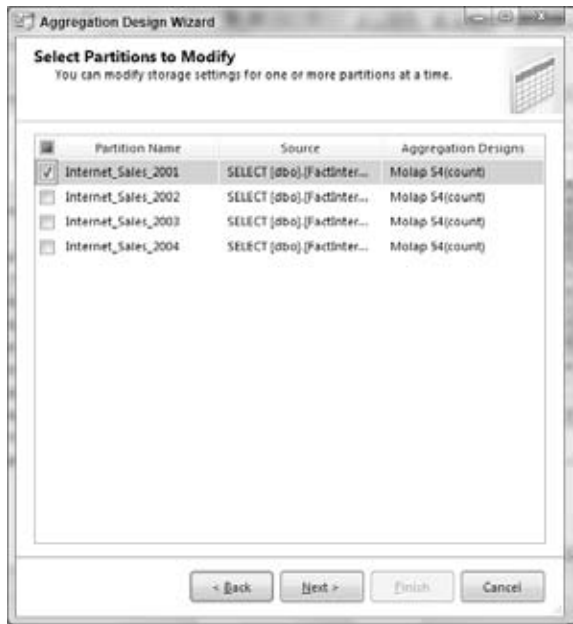 Aggregation Design Wizard
Select Partitions to Modify
You can modify storage settings for one or more partitions at a time.
Partition Name Source Aggregation Designs
Internet_Sales_2001 SELECT [dbo].[FactInter... Molap 54(count)
Internet_Sales_2002 SELECT [dbo].[FactInter... Molap 54(count)
Internet_Sales_2003 SELECT [dbo].[FactInter... Molap 54(count)
Internet_Sales_2004 SELECT [dbo].[FactInter... Molap 54(count)
< Back Next > Finish Cancel